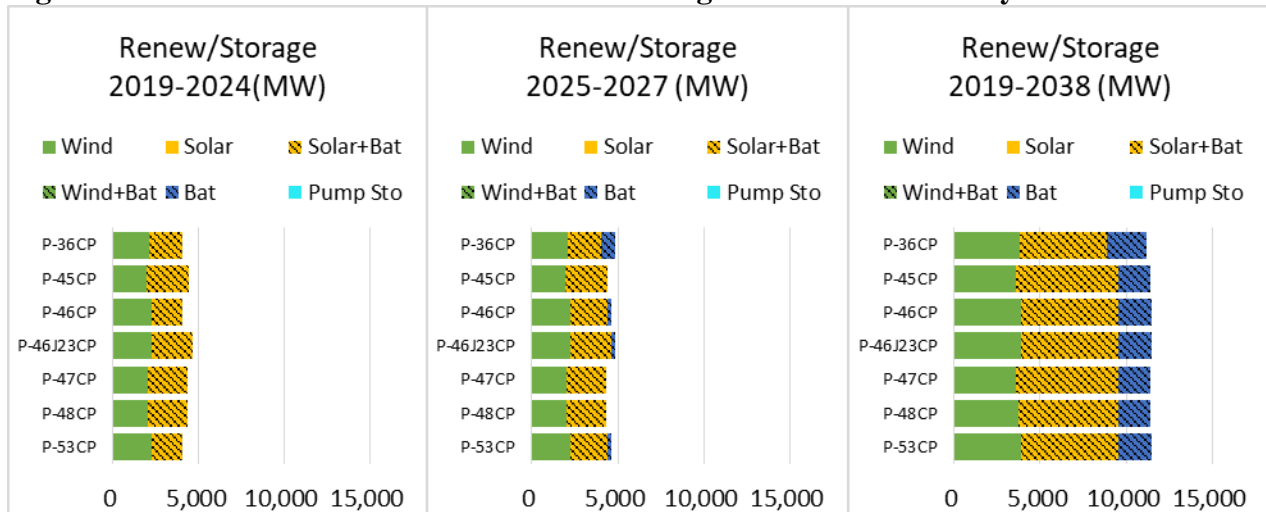 Renew/Storage
2019-2024(MW)
Wind Solar Solar+Bat
Wind+Bat Bat Pump Sto
P-36CP
P-45CP
P-46CP
P-46J23CP
P-47CP
P-48CP
P-53CP
0 5,000 10,000 15,000
Renew/Storage
2025-2027 (MW)
Wind Solar Solar+Bat
Wind+Bat Bat Pump Sto
P-36CP
P-45CP
P-46CP
P-46J23CP
P-47CP
P-48CP
P-53CP
0 5,000 10,000 15,000
Renew/Storage
2019-2038 (MW)
Wind Solar Solar+Bat
Wind+Bat Bat Pump Sto
P-36CP
P-45CP
P-46CP
P-46J23CP
P-47CP
P-48CP
P-53CP
0 5,000 10,000 15,000